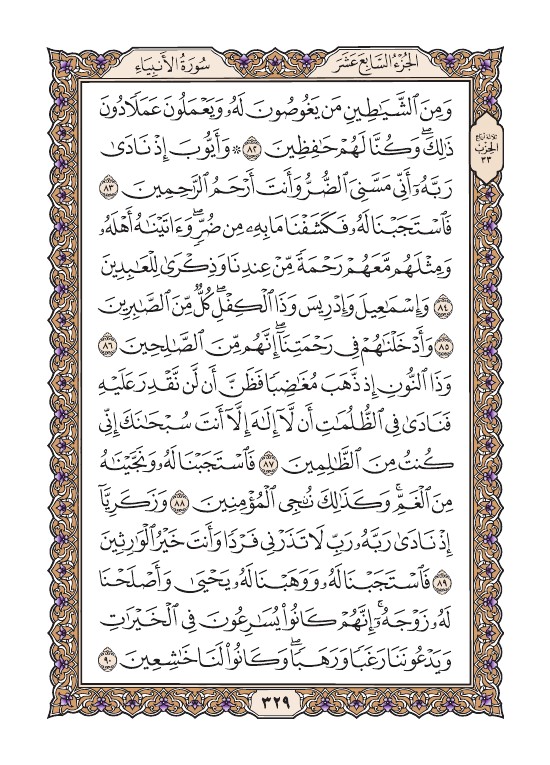 الجُزْءُ السَّابِعَ عَشَرَ
سُورَةُ الأَنبِيَاءِ
وَمِنَ ٱلشَّيَٰطِينِ مَن يَغُوصُونَ لَهُۥ وَيَعْمَلُونَ عَمَلًا دُونَ
ذَٰلِكَۖ وَكُنَّا لَهُمْ حَٰفِظِينَ ٨٢ ۞ وَأَيُّوبَ إِذْ نَادَىٰ
رَبَّهُۥٓ أَنِّي مَسَّنِيَ ٱلضُّرُّ وَأَنتَ أَرْحَمُ ٱلرَّٰحِمِينَ ٨٣
فَٱسْتَجَبْنَا لَهُۥ فَكَشَفْنَا مَا بِهِۦ مِن ضُرّٖۖ وَءَاتَيْنَٰهُ أَهْلَهُۥ
وَمِثْلَهُم مَّعَهُمْ رَحْمَةٗ مِّنْ عِندِنَا وَذِكْرَىٰ لِلْعَٰبِدِينَ
٨٤ وَإِسْمَٰعِيلَ وَإِدْرِيسَ وَذَا ٱلْكِفْلِۖ كُلّٞ مِّنَ ٱلصَّٰبِرِينَ
٨٥ وَأَدْخَلْنَٰهُمْ فِي رَحْمَتِنَآۖ إِنَّهُم مِّنَ ٱلصَّٰلِحِينَ ٨٦
وَذَا ٱلنُّونِ إِذ ذَّهَبَ مُغَٰضِبٗا فَظَنَّ أَن لَّن نَّقْدِرَ عَلَيْهِ
فَنَادَىٰ فِي ٱلظُّلُمَٰتِ أَن لَّآ إِلَٰهَ إِلَّآ أَنتَ سُبْحَٰنَكَ إِنِّي
كُنتُ مِنَ ٱلظَّٰلِمِينَ ٨٧ فَٱسْتَجَبْنَا لَهُۥ وَنَجَّيْنَٰهُ
مِنَ ٱلْغَمِّۚ وَكَذَٰلِكَ نُۨجِي ٱلْمُؤْمِنِينَ ٨٨ وَزَكَرِيَّآ
إِذْ نَادَىٰ رَبَّهُۥ رَبِّ لَا تَذَرْنِي فَرْدٗا وَأَنتَ خَيْرُ ٱلْوَٰرِثِينَ
٨٩ فَٱسْتَجَبْنَا لَهُۥ وَوَهَبْنَا لَهُۥ يَحْيَىٰ وَأَصْلَحْنَا
لَهُۥ زَوْجَهُۥٓۚ إِنَّهُمْ كَانُواْ يُسَٰرِعُونَ فِي ٱلْخَيْرَٰتِ
وَيَدْعُونَنَا رَغَبٗا وَرَهَبٗاۖ وَكَانُواْ لَنَا خَٰشِعِينَ ٩٠
ثلاثة أرباع
الحزب
٣٣
٣٢٩